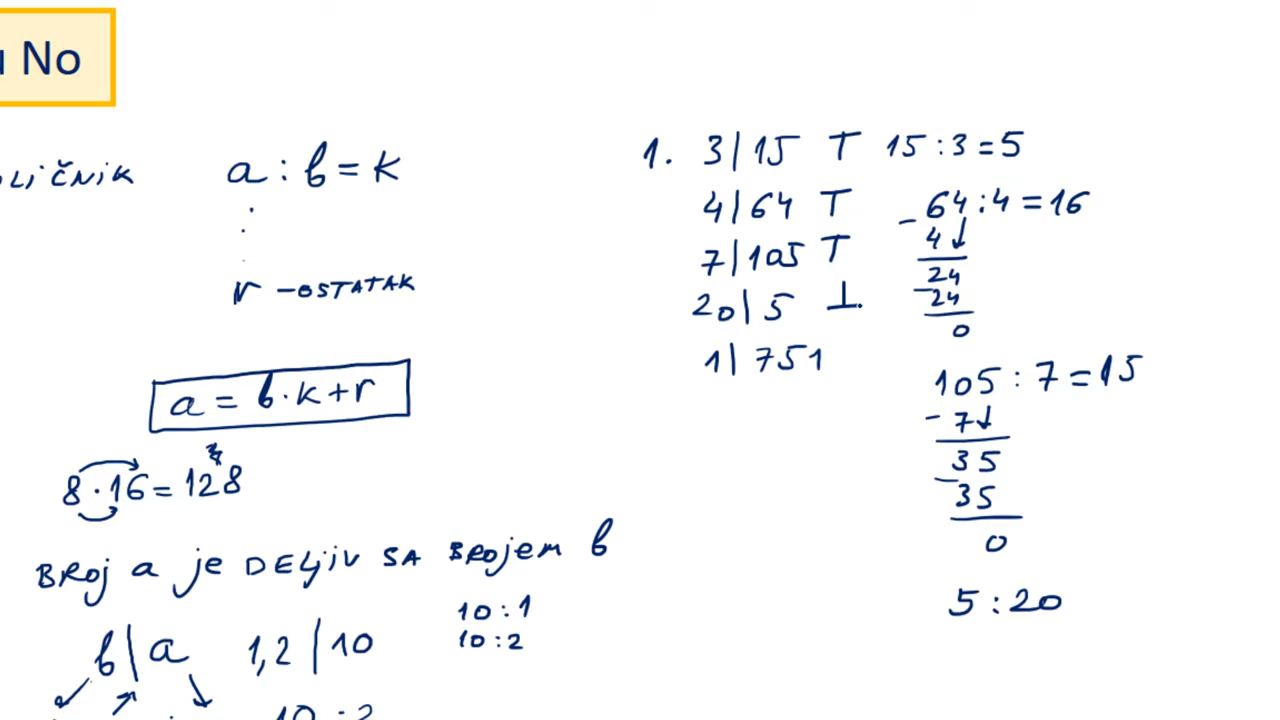 No
LIČNIK
a : b = k
r - OSTATAK
a = b · k + r
8 · 16 = 128
BROJ a je DELJIV SA BROJEM b
10 : 1
10 : 2
b | a
1,2 | 10
1. 3 | 15 T 15 : 3 = 5
4 | 64 T
7 | 105 T
20 | 5 ⊥.
1 | 751
64 : 4 = 16
- 4↓
24
- 24
0
105 : 7 = 15
- 7↓
35
- 35
0
5 : 20